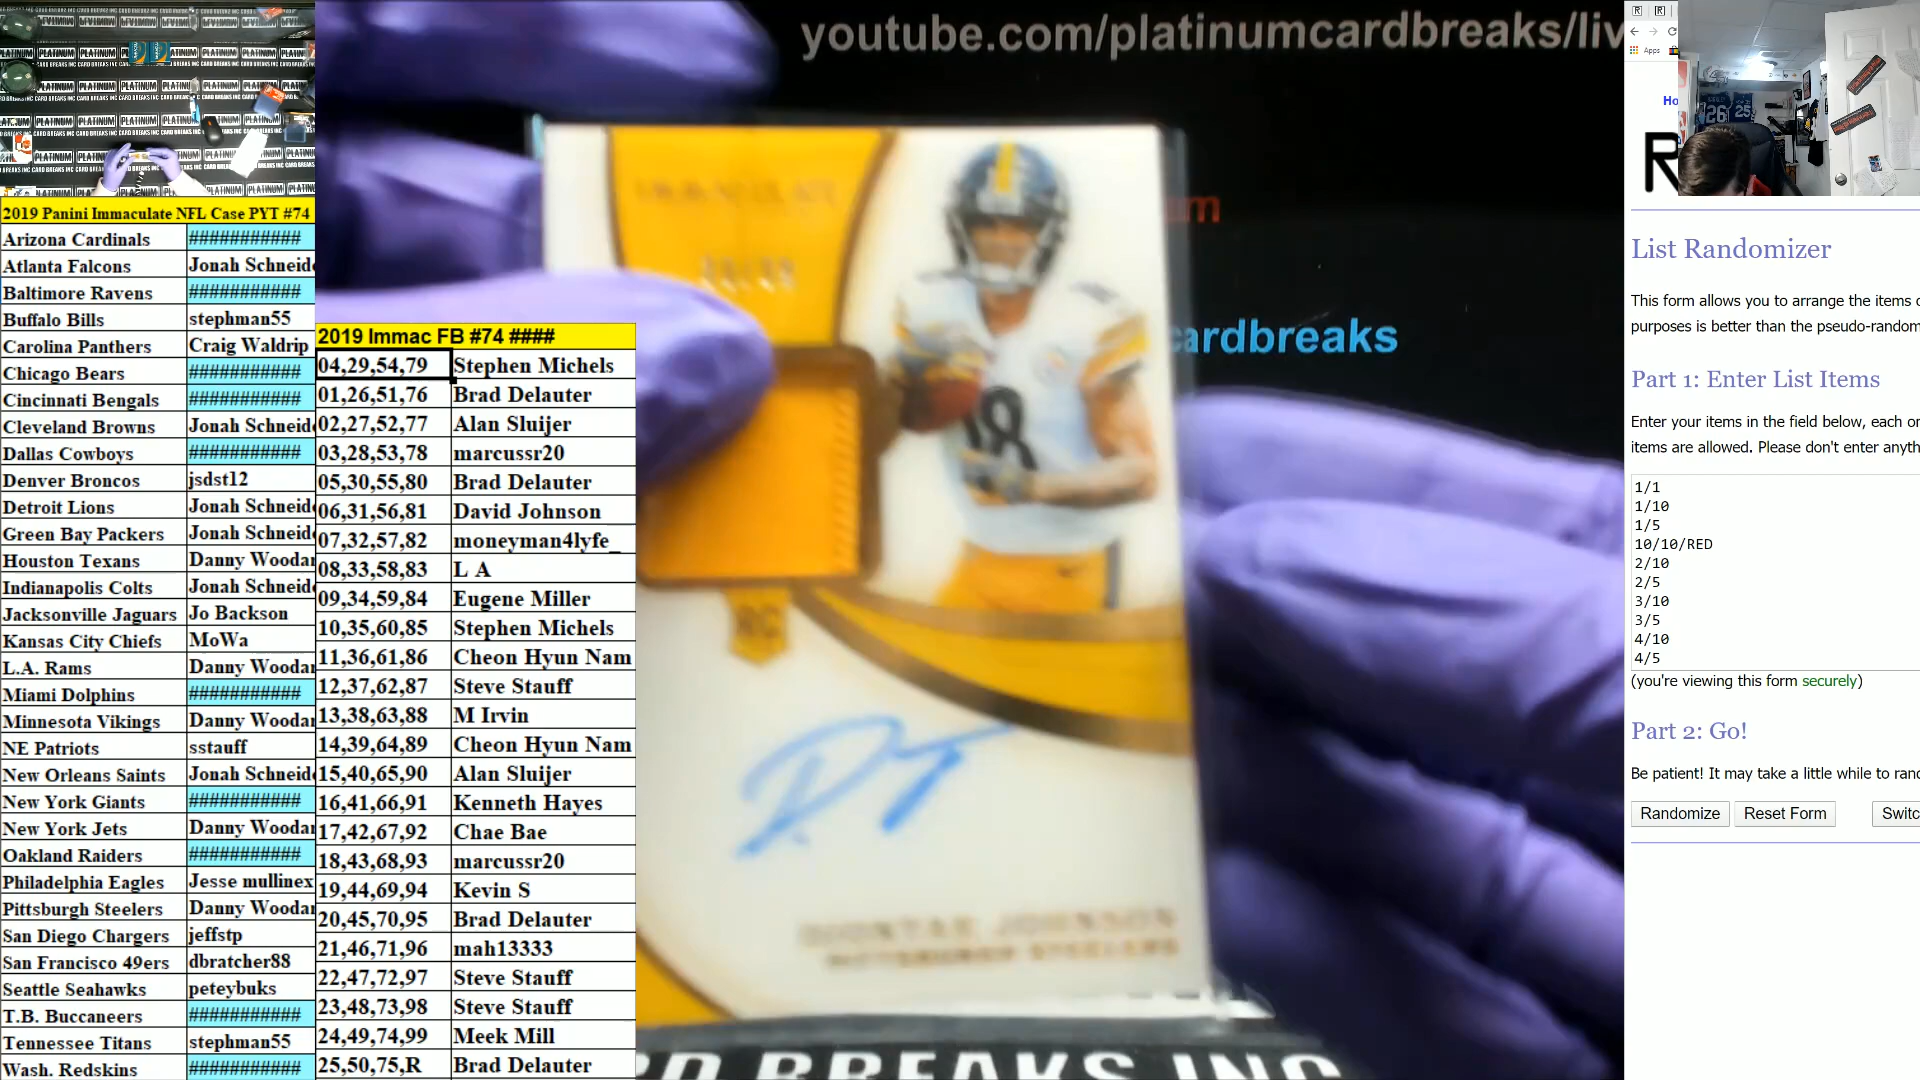 youtube.com/platinumcardbreaks/liv
cardbreaks
2019 Panini Immaculate NFL Case PYT #74
Arizona Cardinals ###########
Atlanta Falcons Jonah Schneid
Baltimore Ravens ###########
Buffalo Bills stephman55
Carolina Panthers Craig Waldrip
Chicago Bears ###########
Cincinnati Bengals ###########
Cleveland Browns Jonah Schneid
Dallas Cowboys ###########
Denver Broncos jsdst12
Detroit Lions Jonah Schneid
Green Bay Packers Jonah Schneid
Houston Texans Danny Woodar
Indianapolis Colts Jonah Schneid
Jacksonville Jaguars Jo Backson
Kansas City Chiefs MoWa
L.A. Rams Danny Woodar
Miami Dolphins ###########
Minnesota Vikings Danny Woodar
NE Patriots sstauff
New Orleans Saints Jonah Schneid
New York Giants ###########
New York Jets Danny Woodar
Oakland Raiders ###########
Philadelphia Eagles Jesse mullinex
Pittsburgh Steelers Danny Woodar
San Diego Chargers jeffstp
San Francisco 49ers dbratcher88
Seattle Seahawks peteybuks
T.B. Buccaneers ###########
Tennessee Titans stephman55
Wash. Redskins ###########
2019 Immac FB #74 ####
04,29,54,79 Stephen Michels
01,26,51,76 Brad Delauter
02,27,52,77 Alan Sluijer
03,28,53,78 marcussr20
05,30,55,80 Brad Delauter
06,31,56,81 David Johnson
07,32,57,82 moneyman4lyfe_
08,33,58,83 L A
09,34,59,84 Eugene Miller
10,35,60,85 Stephen Michels
11,36,61,86 Cheon Hyun Nam
12,37,62,87 Steve Stauff
13,38,63,88 M Irvin
14,39,64,89 Cheon Hyun Nam
15,40,65,90 Alan Sluijer
16,41,66,91 Kenneth Hayes
17,42,67,92 Chae Bae
18,43,68,93 marcussr20
19,44,69,94 Kevin S
20,45,70,95 Brad Delauter
21,46,71,96 mah13333
22,47,72,97 Steve Stauff
23,48,73,98 Steve Stauff
24,49,74,99 Meek Mill
25,50,75,R Brad Delauter
DIONTAE JOHNSON
PITTSBURGH STEELERS
RD BREAKS INC
Apps
Ho
R
List Randomizer
This form allows you to arrange the items o
purposes is better than the pseudo-random
Part 1: Enter List Items
Enter your items in the field below, each on
items are allowed. Please don't enter anyth
1/1
1/10
1/5
10/10/RED
2/10
2/5
3/10
3/5
4/10
4/5
(you're viewing this form securely)
Part 2: Go!
Be patient! It may take a little while to rand
Randomize Reset Form Switc